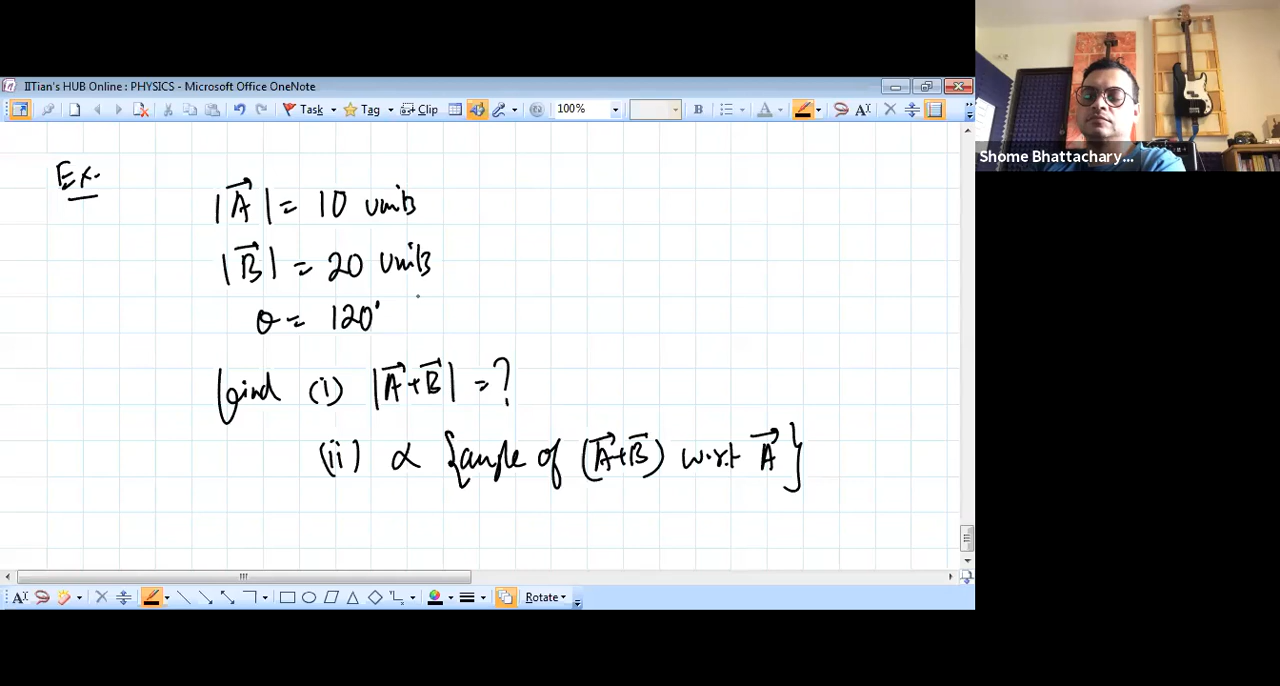 IITian's HUB Online : PHYSICS - Microsoft Office OneNote
Task Tag Clip 100% B A
Shome Bhattachary...
Ex.
|A⃗| = 10 units
|B⃗| = 20 units
θ = 120°
find (i) |A⃗+B⃗| = ?
(ii) α {angle of (A⃗+B⃗) w.r.t A⃗}
Rotate